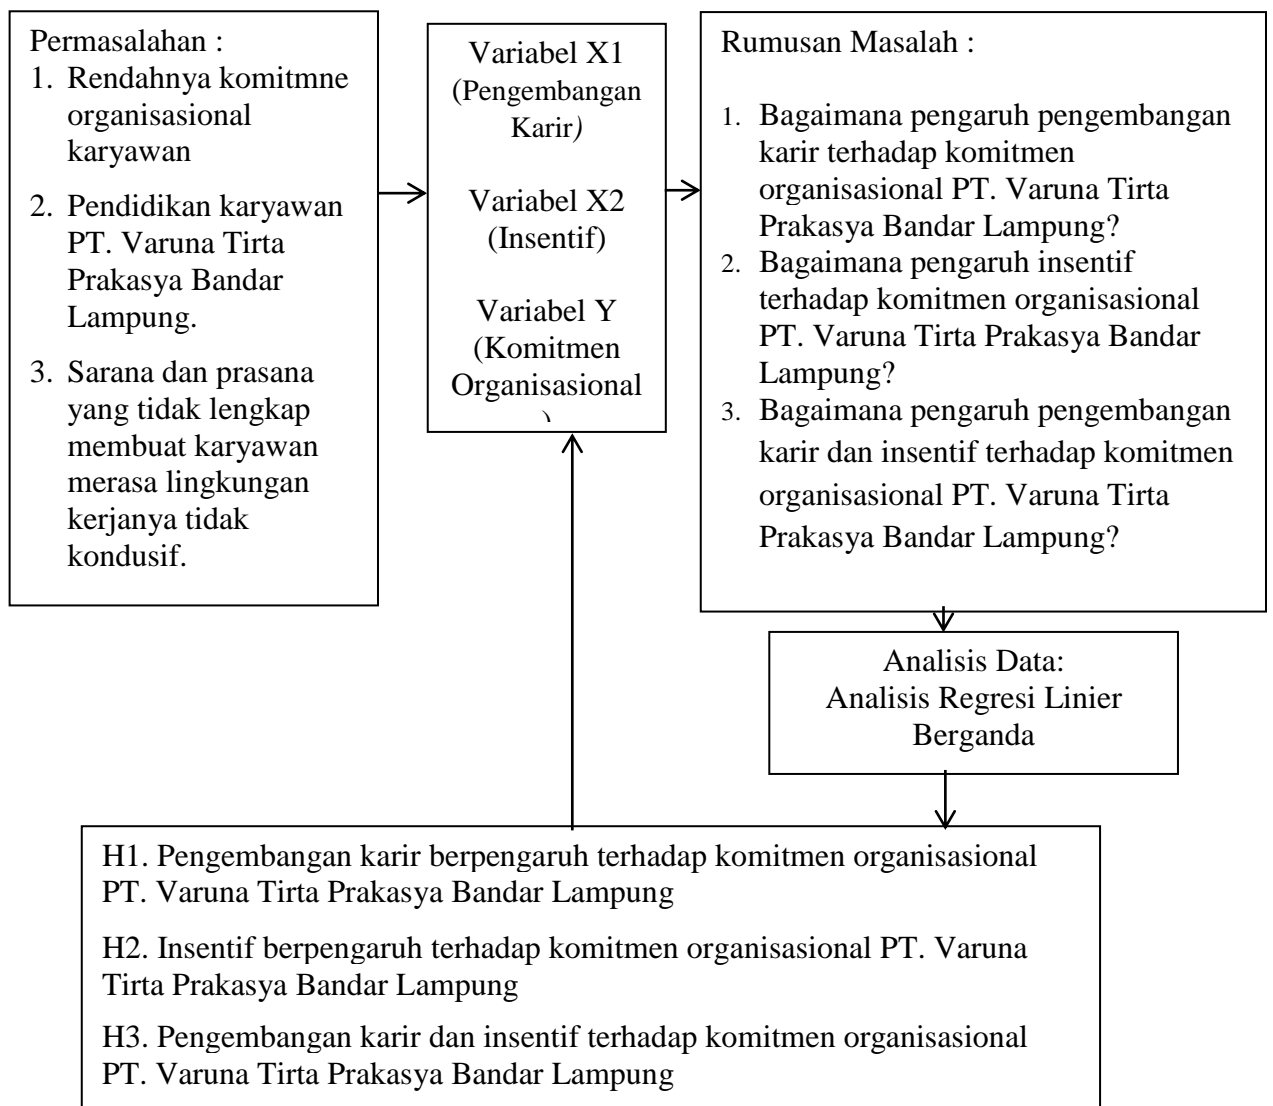 Permasalahan :
1. Rendahnya komitmne
organisasional
karyawan
2. Pendidikan karyawan
PT. Varuna Tirta
Prakasya Bandar
Lampung.
3. Sarana dan prasana
yang tidak lengkap
membuat karyawan
merasa lingkungan
kerjanya tidak
kondusif.
Variabel X1
(Pengembangan
Karir)
Variabel X2
(Insentif)
Variabel Y
(Komitmen
Organisasional
)
Rumusan Masalah :
1. Bagaimana pengaruh pengembangan
karir terhadap komitmen
organisasional PT. Varuna Tirta
Prakasya Bandar Lampung?
2. Bagaimana pengaruh insentif
terhadap komitmen organisasional
PT. Varuna Tirta Prakasya Bandar
Lampung?
3. Bagaimana pengaruh pengembangan
karir dan insentif terhadap komitmen
organisasional PT. Varuna Tirta
Prakasya Bandar Lampung?
Analisis Data:
Analisis Regresi Linier
Berganda
H1. Pengembangan karir berpengaruh terhadap komitmen organisasional
PT. Varuna Tirta Prakasya Bandar Lampung
H2. Insentif berpengaruh terhadap komitmen organisasional PT. Varuna
Tirta Prakasya Bandar Lampung
H3. Pengembangan karir dan insentif terhadap komitmen organisasional
PT. Varuna Tirta Prakasya Bandar Lampung